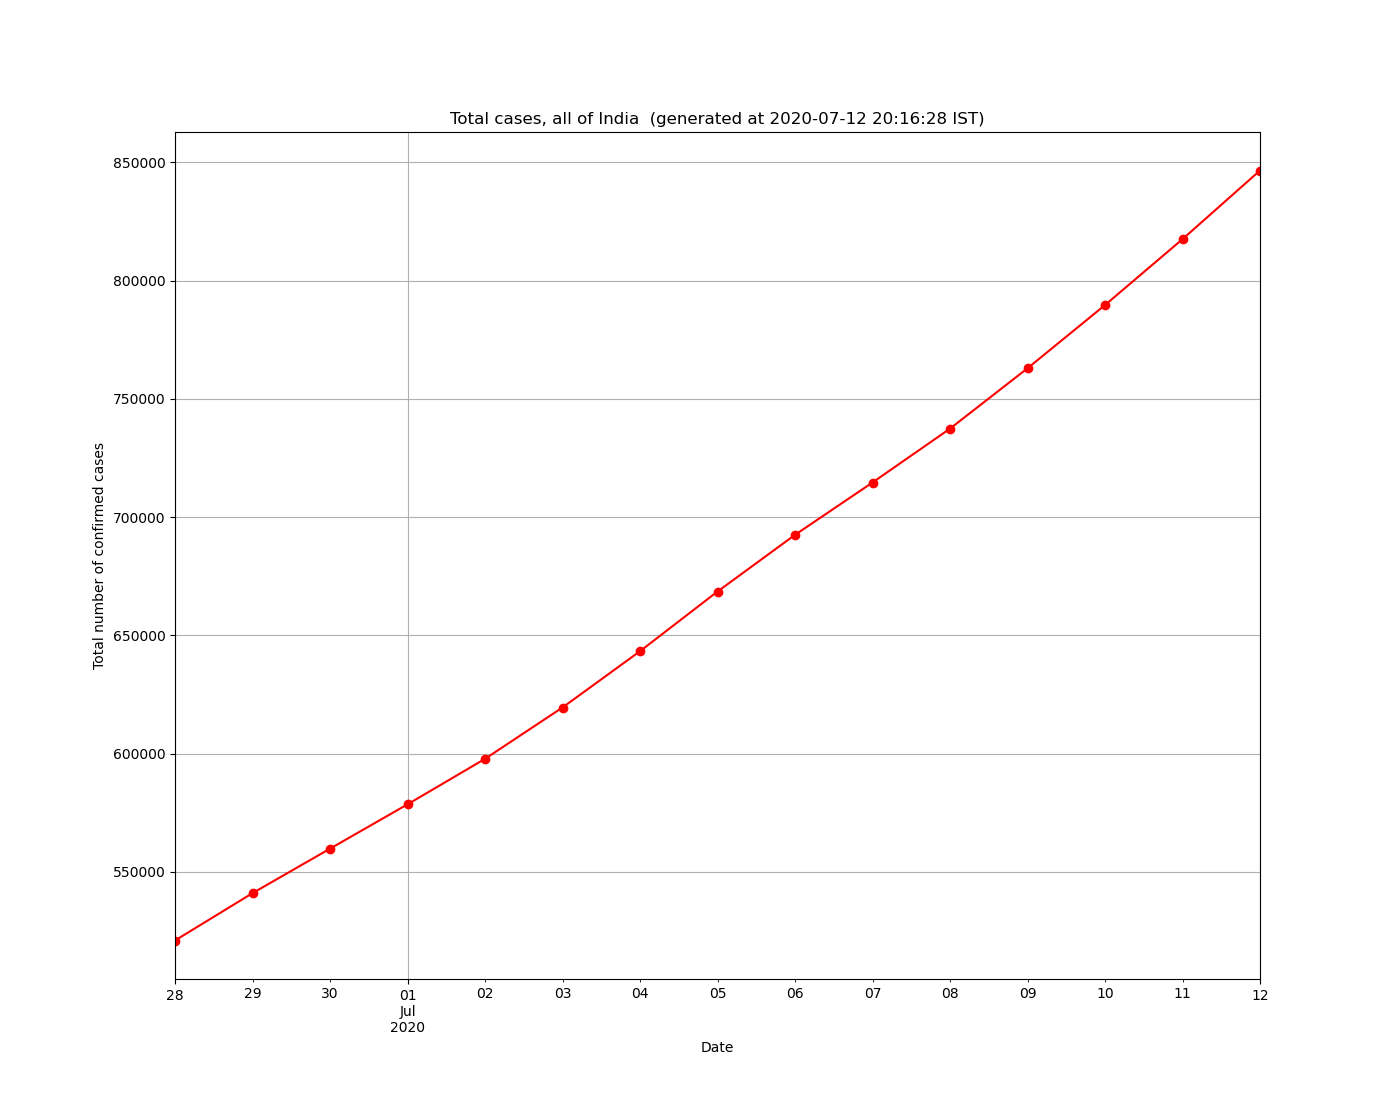 Total cases, all of India  (generated at 2020-07-12 20:16:28 IST)
850000
800000
750000
700000
650000
600000
550000
Total number of confirmed cases
28 29 30 01 02 03 04 05 06 07 08 09 10 11 12
Jul
2020
Date